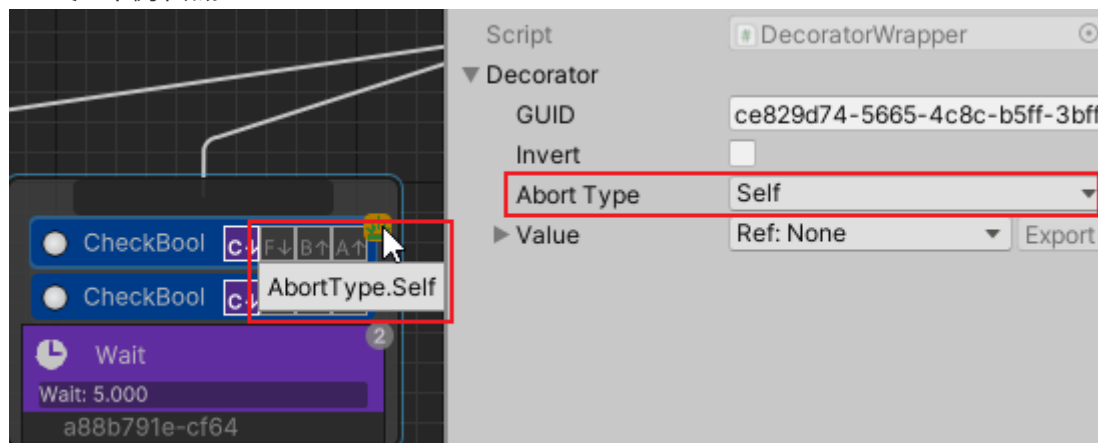 Script
# DecoratorWrapper
Decorator
GUID
ce829d74-5665-4c8c-b5ff-3bff
Invert
Abort Type
Self
Value
Ref: None
Export
CheckBool C↓ F↓ B↑ A↑
AbortType.Self
CheckBool C↓
2
Wait
Wait: 5.000
a88b791e-cf64